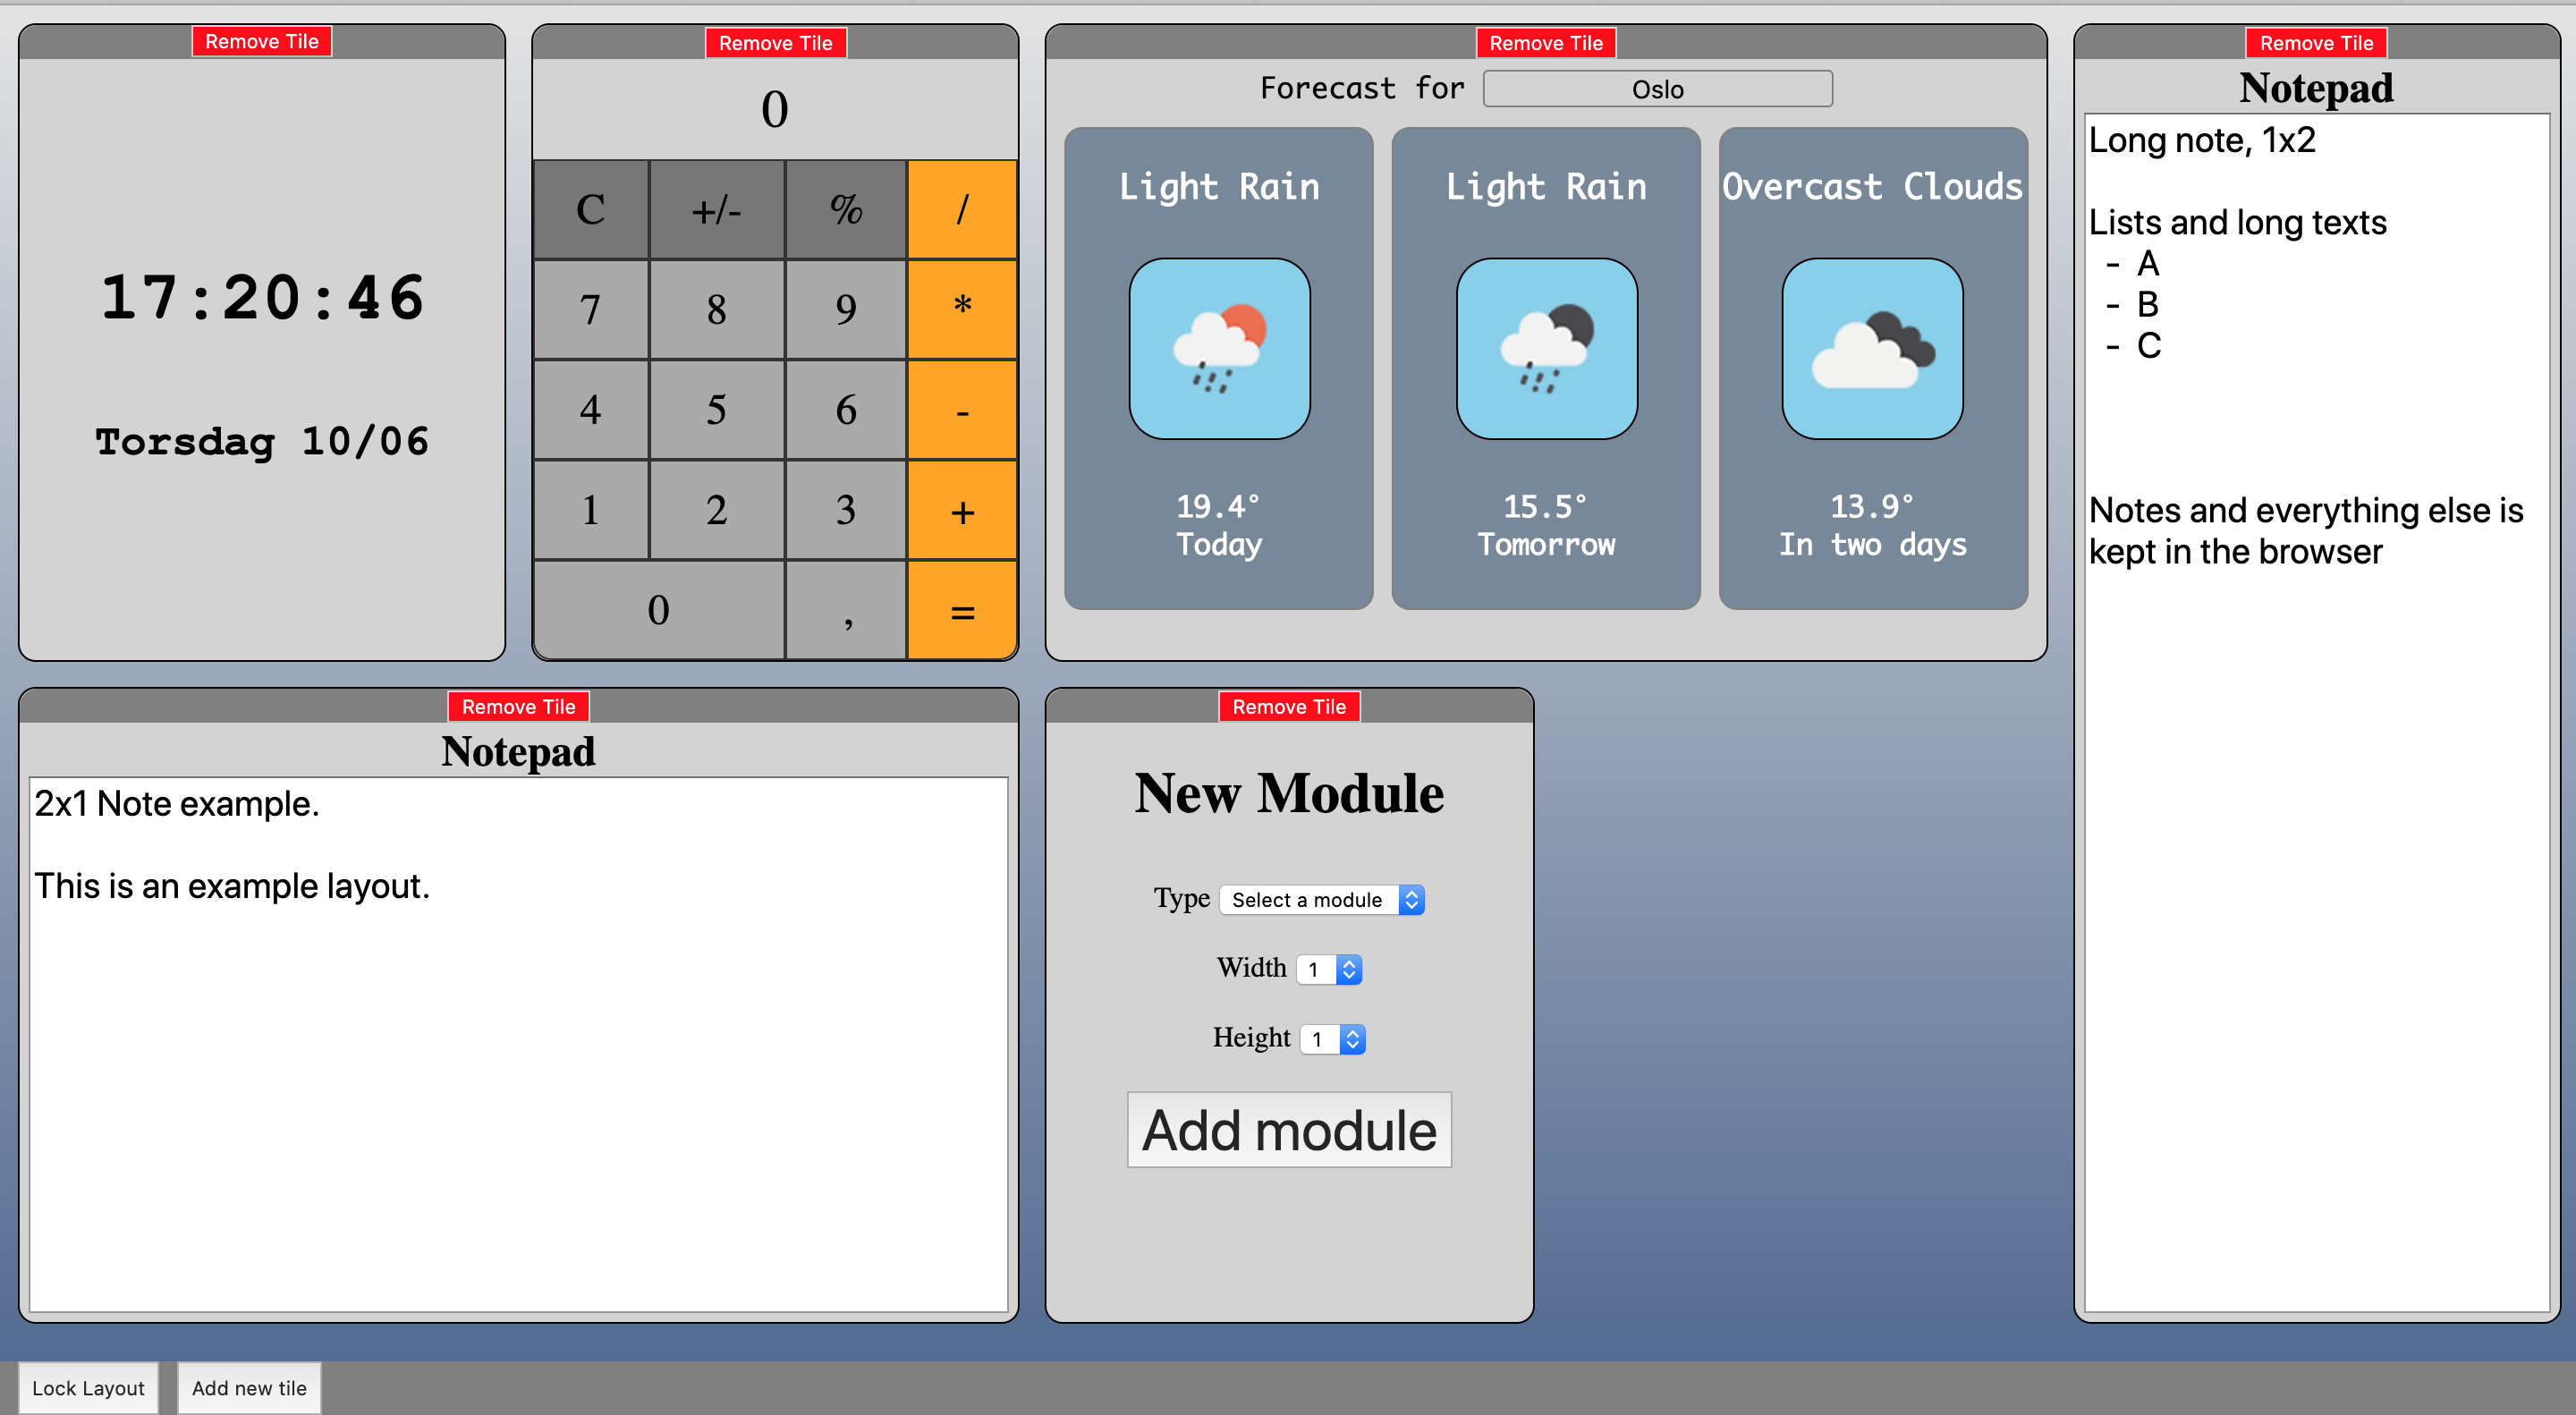 Remove Tile
17:20:46
Torsdag 10/06
Remove Tile
0
C +/- % /
7 8 9 *
4 5 6 -
1 2 3 +
0 , =
Remove Tile
Forecast for Oslo
Light Rain
19.4°
Today
Light Rain
15.5°
Tomorrow
Overcast Clouds
13.9°
In two days
Remove Tile
Notepad
Long note, 1x2
Lists and long texts
- A
- B
- C
Notes and everything else is
kept in the browser
Remove Tile
Notepad
2x1 Note example.
This is an example layout.
Remove Tile
New Module
Type Select a module
Width 1
Height 1
Add module
Lock Layout
Add new tile